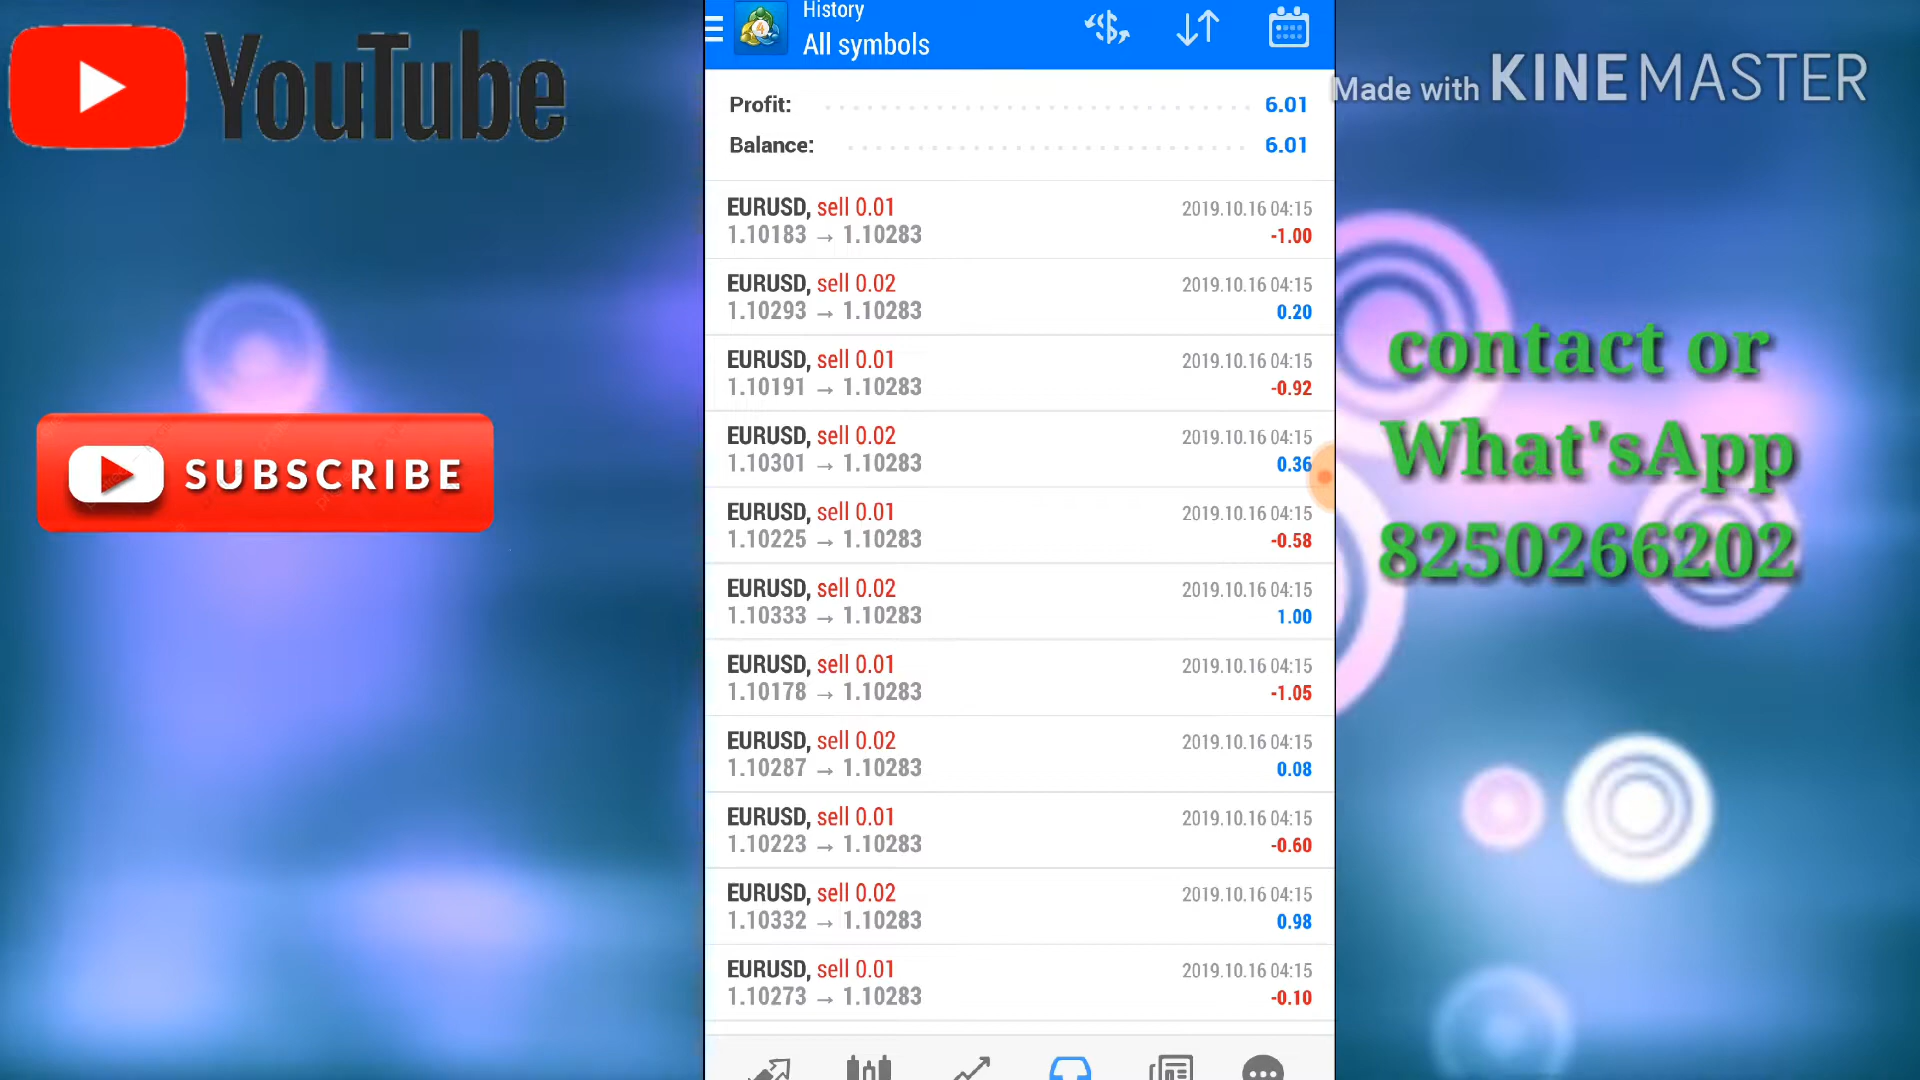 YouTube
SUBSCRIBE
History
All symbols
Profit: 6.01
Balance: 6.01
EURUSD, sell 0.01 2019.10.16 04:15
1.10183 → 1.10283 -1.00
EURUSD, sell 0.02 2019.10.16 04:15
1.10293 → 1.10283 0.20
EURUSD, sell 0.01 2019.10.16 04:15
1.10191 → 1.10283 -0.92
EURUSD, sell 0.02 2019.10.16 04:15
1.10301 → 1.10283 0.36
EURUSD, sell 0.01 2019.10.16 04:15
1.10225 → 1.10283 -0.58
EURUSD, sell 0.02 2019.10.16 04:15
1.10333 → 1.10283 1.00
EURUSD, sell 0.01 2019.10.16 04:15
1.10178 → 1.10283 -1.05
EURUSD, sell 0.02 2019.10.16 04:15
1.10287 → 1.10283 0.08
EURUSD, sell 0.01 2019.10.16 04:15
1.10223 → 1.10283 -0.60
EURUSD, sell 0.02 2019.10.16 04:15
1.10332 → 1.10283 0.98
EURUSD, sell 0.01 2019.10.16 04:15
1.10273 → 1.10283 -0.10
Made with KINEMASTER
contact or
What'sApp
8250266202